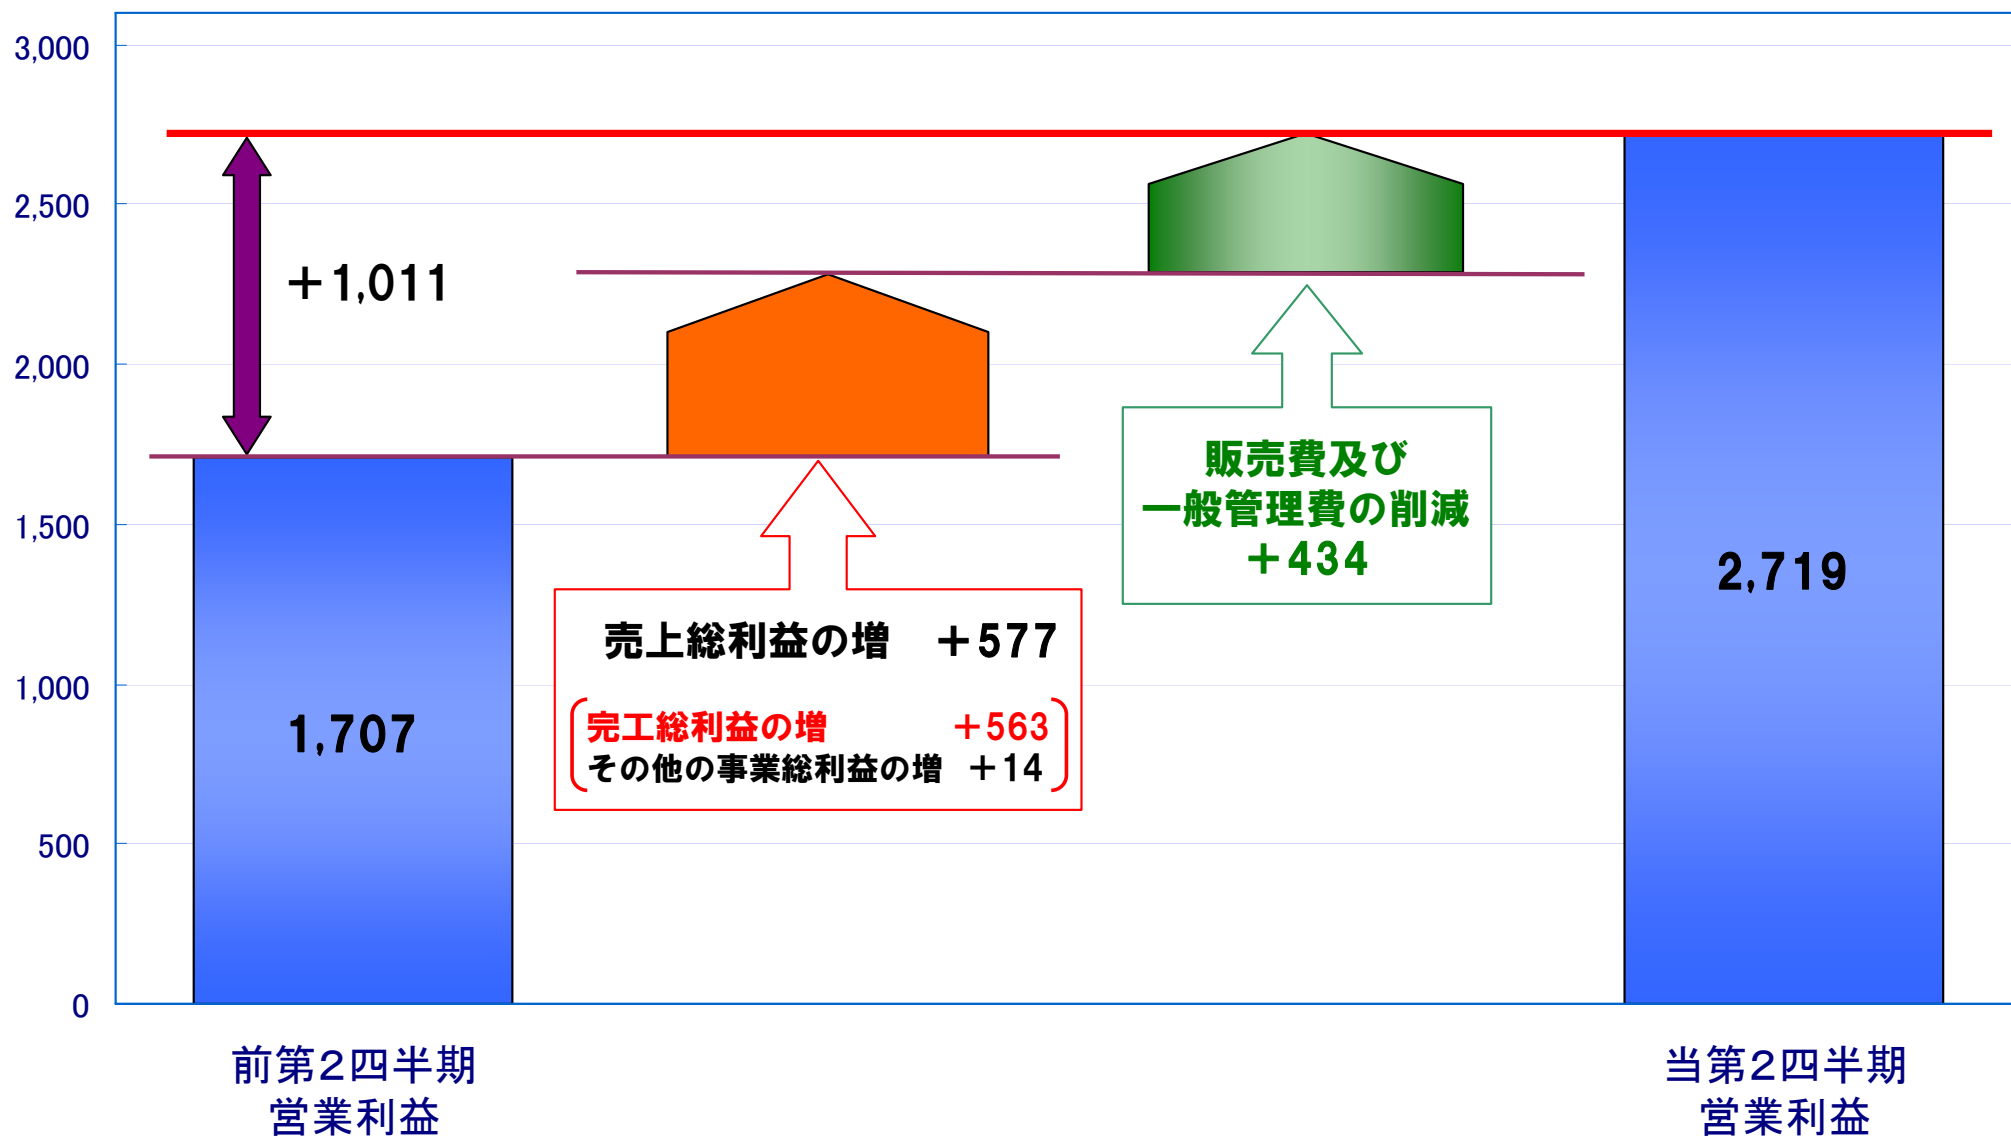 3,000
2,500
2,000
1,500
1,000
500
0
+1,011
1,707
売上総利益の増 +577
完工総利益の増 +563
その他の事業総利益の増 +14
販売費及び
一般管理費の削減
+434
2,719
前第2四半期
営業利益
当第2四半期
営業利益